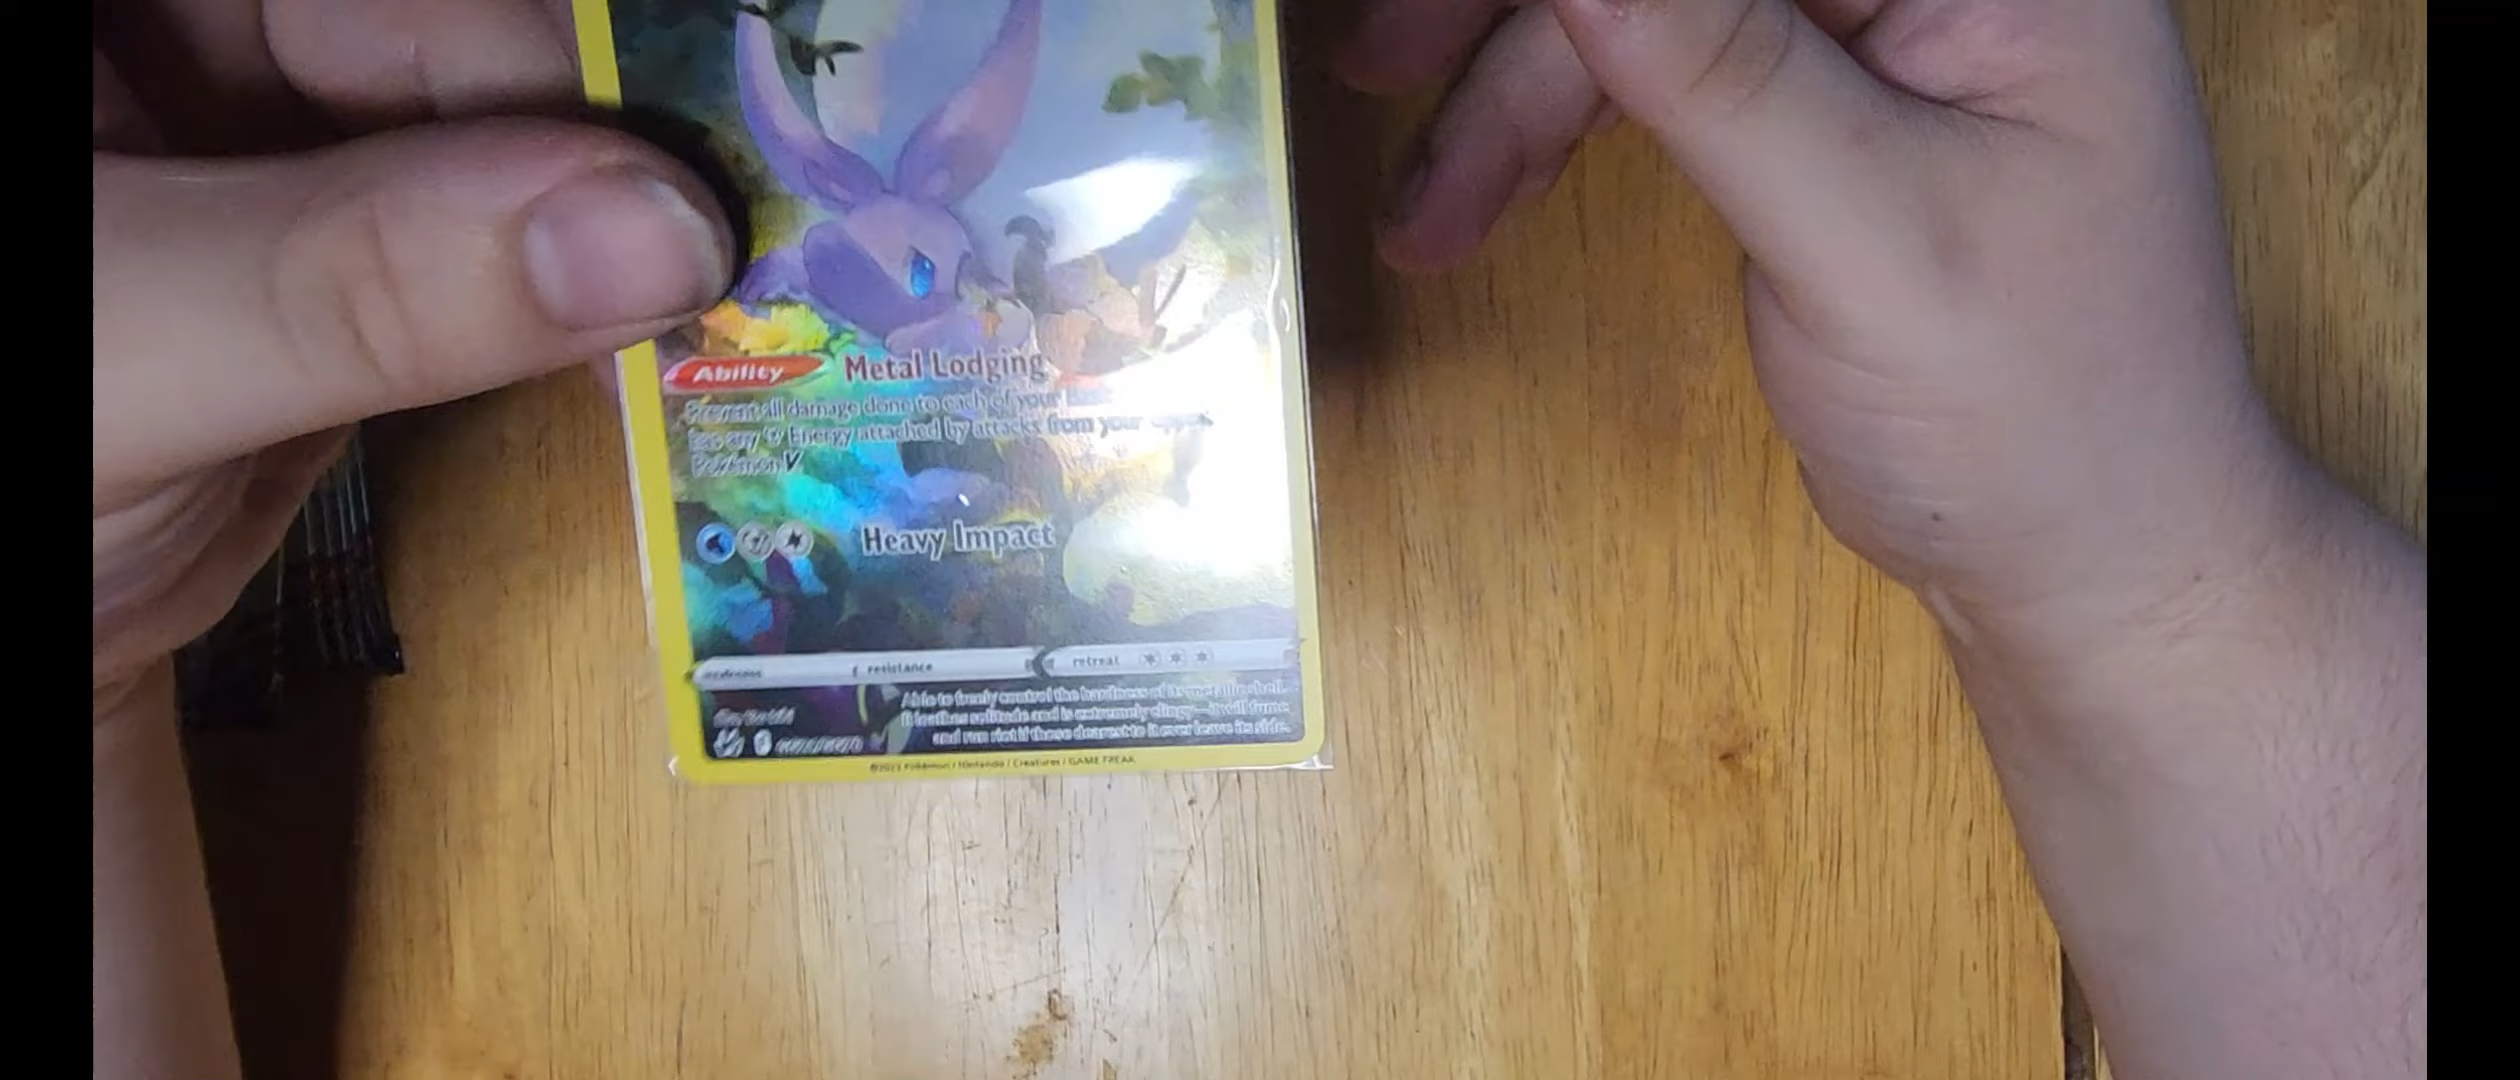 Ability Metal Lodging
Prevent all damage done to each of your
has any Energy attached by attacks from your
Pokémon V
Heavy Impact
resistance retreat
Able to freely control the hardness of its metallic shell.
It loathes solitude and is extremely clingy—it will fume
and run riot if those dearest to it ever leave its side.
Pokémon / Nintendo / Creatures / GAME FREAK